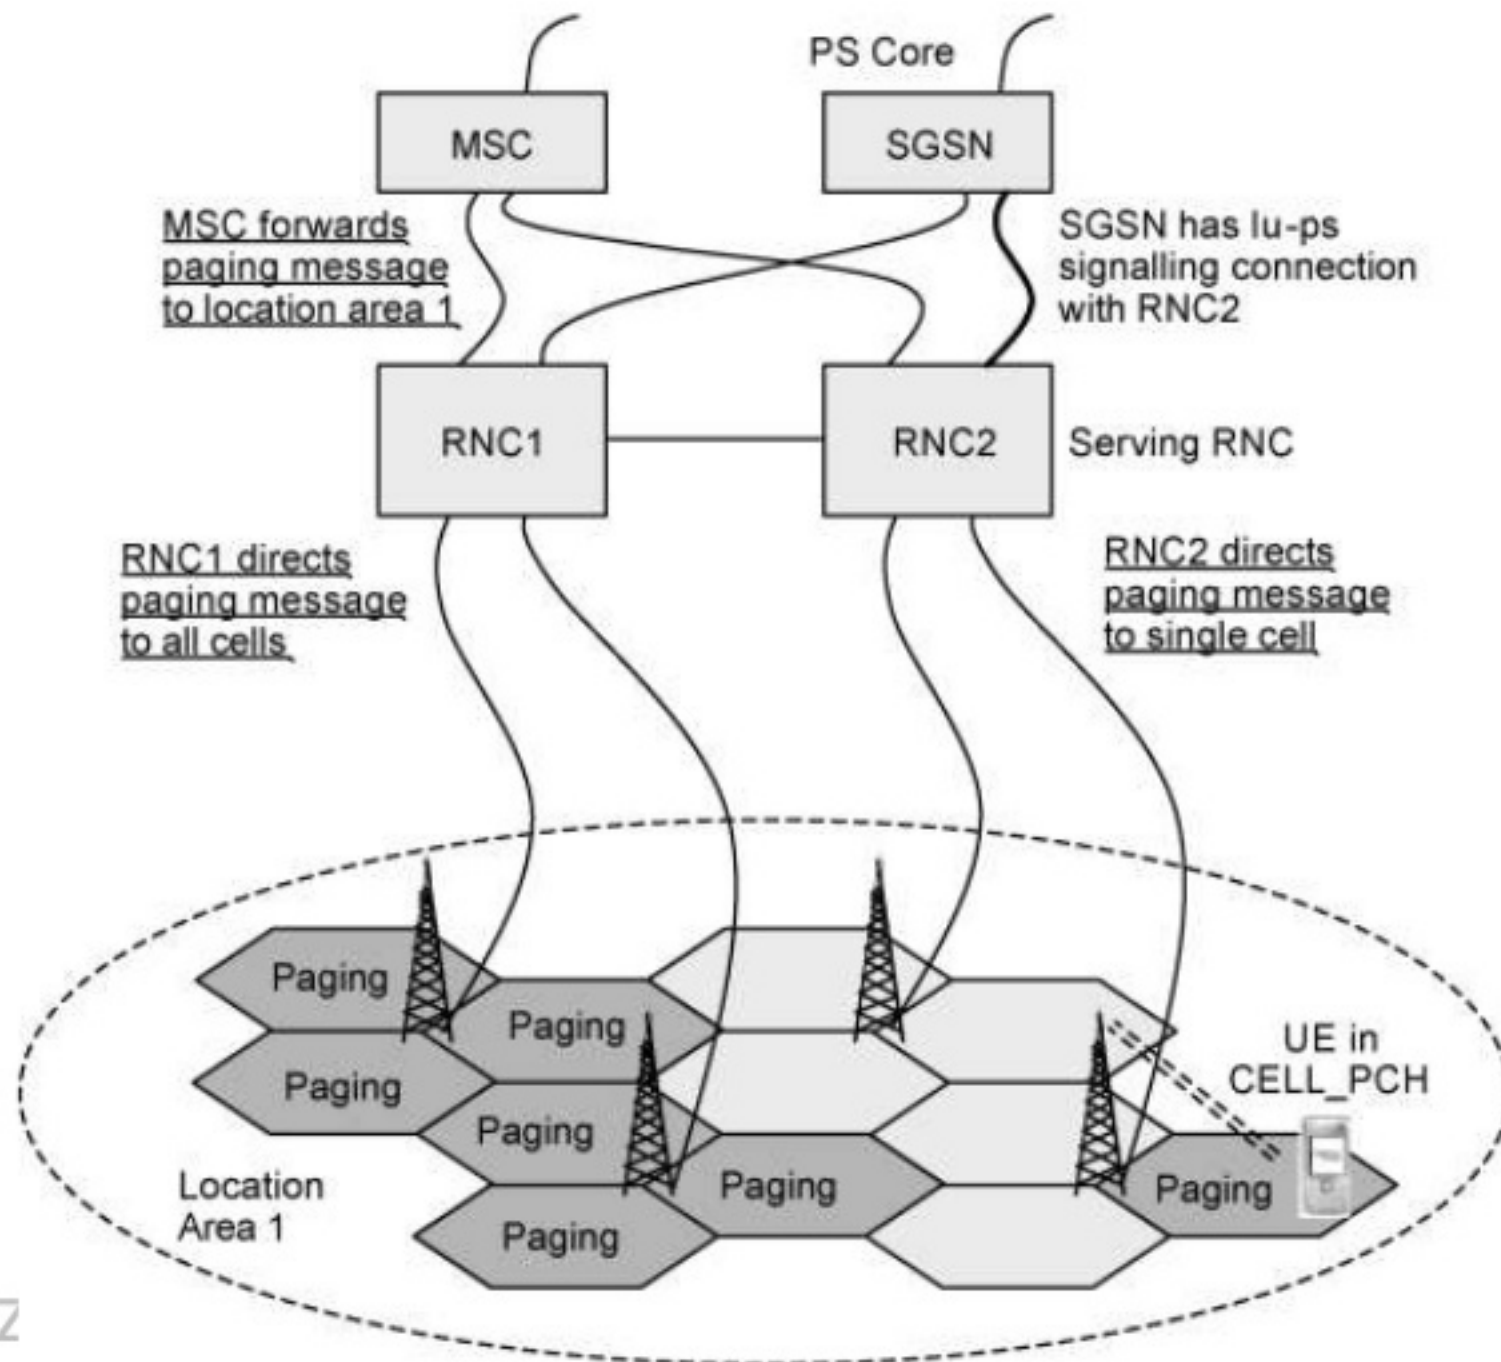 PS Core
MSC
SGSN
MSC forwards
paging message
to location area 1
SGSN has lu-ps
signalling connection
with RNC2
RNC1
RNC2
Serving RNC
RNC1 directs
paging message
to all cells
RNC2 directs
paging message
to single cell
Paging
Paging
Paging
Paging
Paging
Paging
Paging
UE in
CELL_PCH
Location
Area 1
z